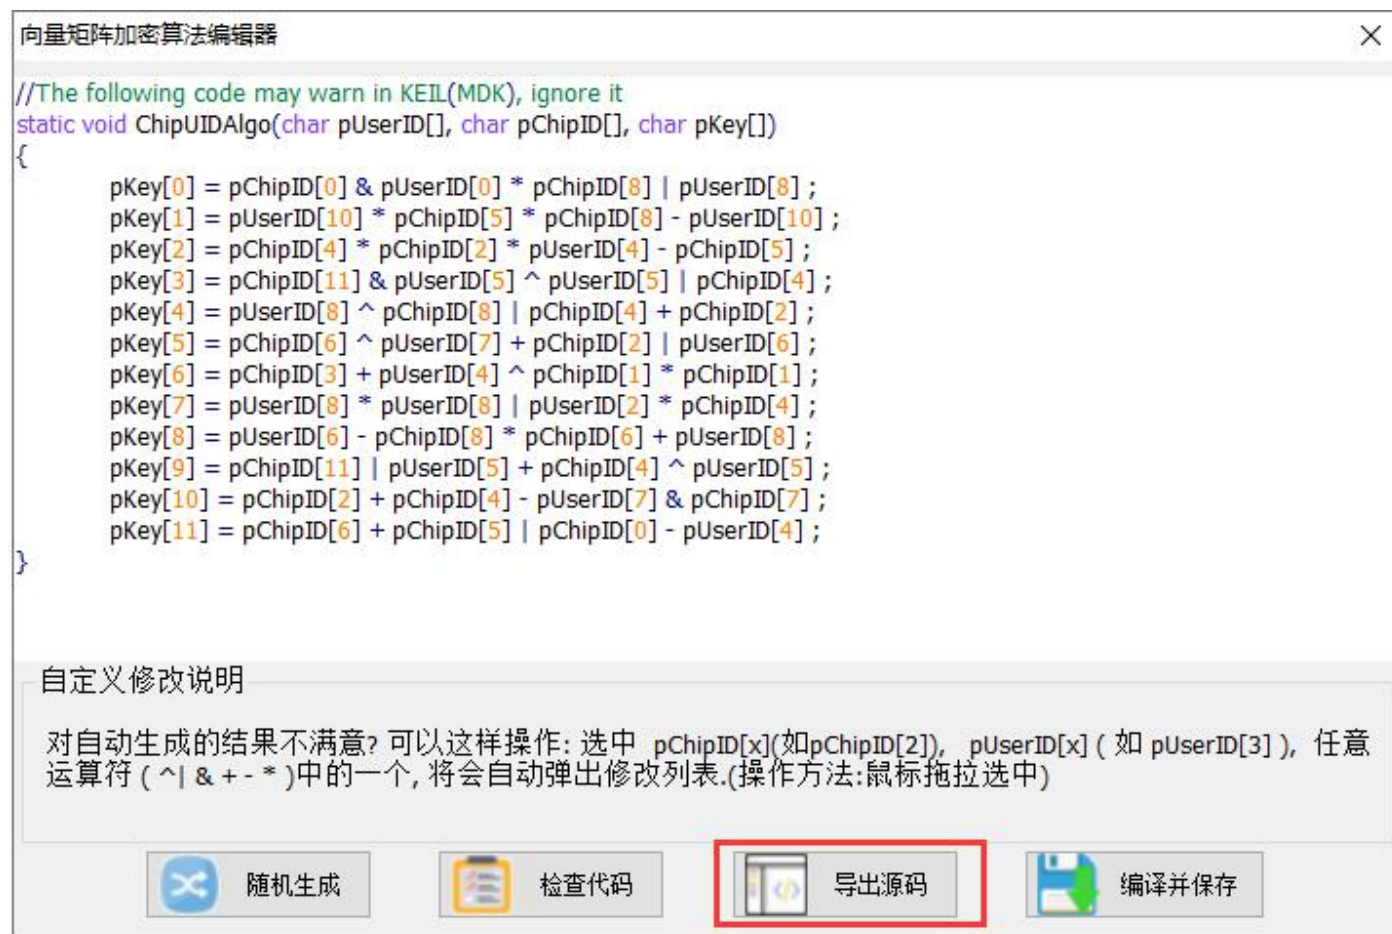 向量矩阵加密算法编辑器
//The following code may warn in KEIL(MDK), ignore it
static void ChipUIDAlgo(char pUserID[], char pChipID[], char pKey[])
{
pKey[0] = pChipID[0] & pUserID[0] * pChipID[8] | pUserID[8] ;
pKey[1] = pUserID[10] * pChipID[5] * pChipID[8] - pUserID[10] ;
pKey[2] = pChipID[4] * pChipID[2] * pUserID[4] - pChipID[5] ;
pKey[3] = pChipID[11] & pUserID[5] ^ pUserID[5] | pChipID[4] ;
pKey[4] = pUserID[8] ^ pChipID[8] | pChipID[4] + pChipID[2] ;
pKey[5] = pChipID[6] ^ pUserID[7] + pChipID[2] | pUserID[6] ;
pKey[6] = pChipID[3] + pUserID[4] ^ pChipID[1] * pChipID[1] ;
pKey[7] = pUserID[8] * pUserID[8] | pUserID[2] * pChipID[4] ;
pKey[8] = pUserID[6] - pChipID[8] * pChipID[6] + pUserID[8] ;
pKey[9] = pChipID[11] | pUserID[5] + pChipID[4] ^ pUserID[5] ;
pKey[10] = pChipID[2] + pChipID[4] - pUserID[7] & pChipID[7] ;
pKey[11] = pChipID[6] + pChipID[5] | pChipID[0] - pUserID[4] ;
}
自定义修改说明
对自动生成的结果不满意? 可以这样操作: 选中 pChipID[x](如pChipID[2]), pUserID[x] ( 如 pUserID[3] ), 任意
运算符 ( ^| & + - * )中的一个, 将会自动弹出修改列表.(操作方法:鼠标拖拉选中)
随机生成
检查代码
导出源码
编译并保存